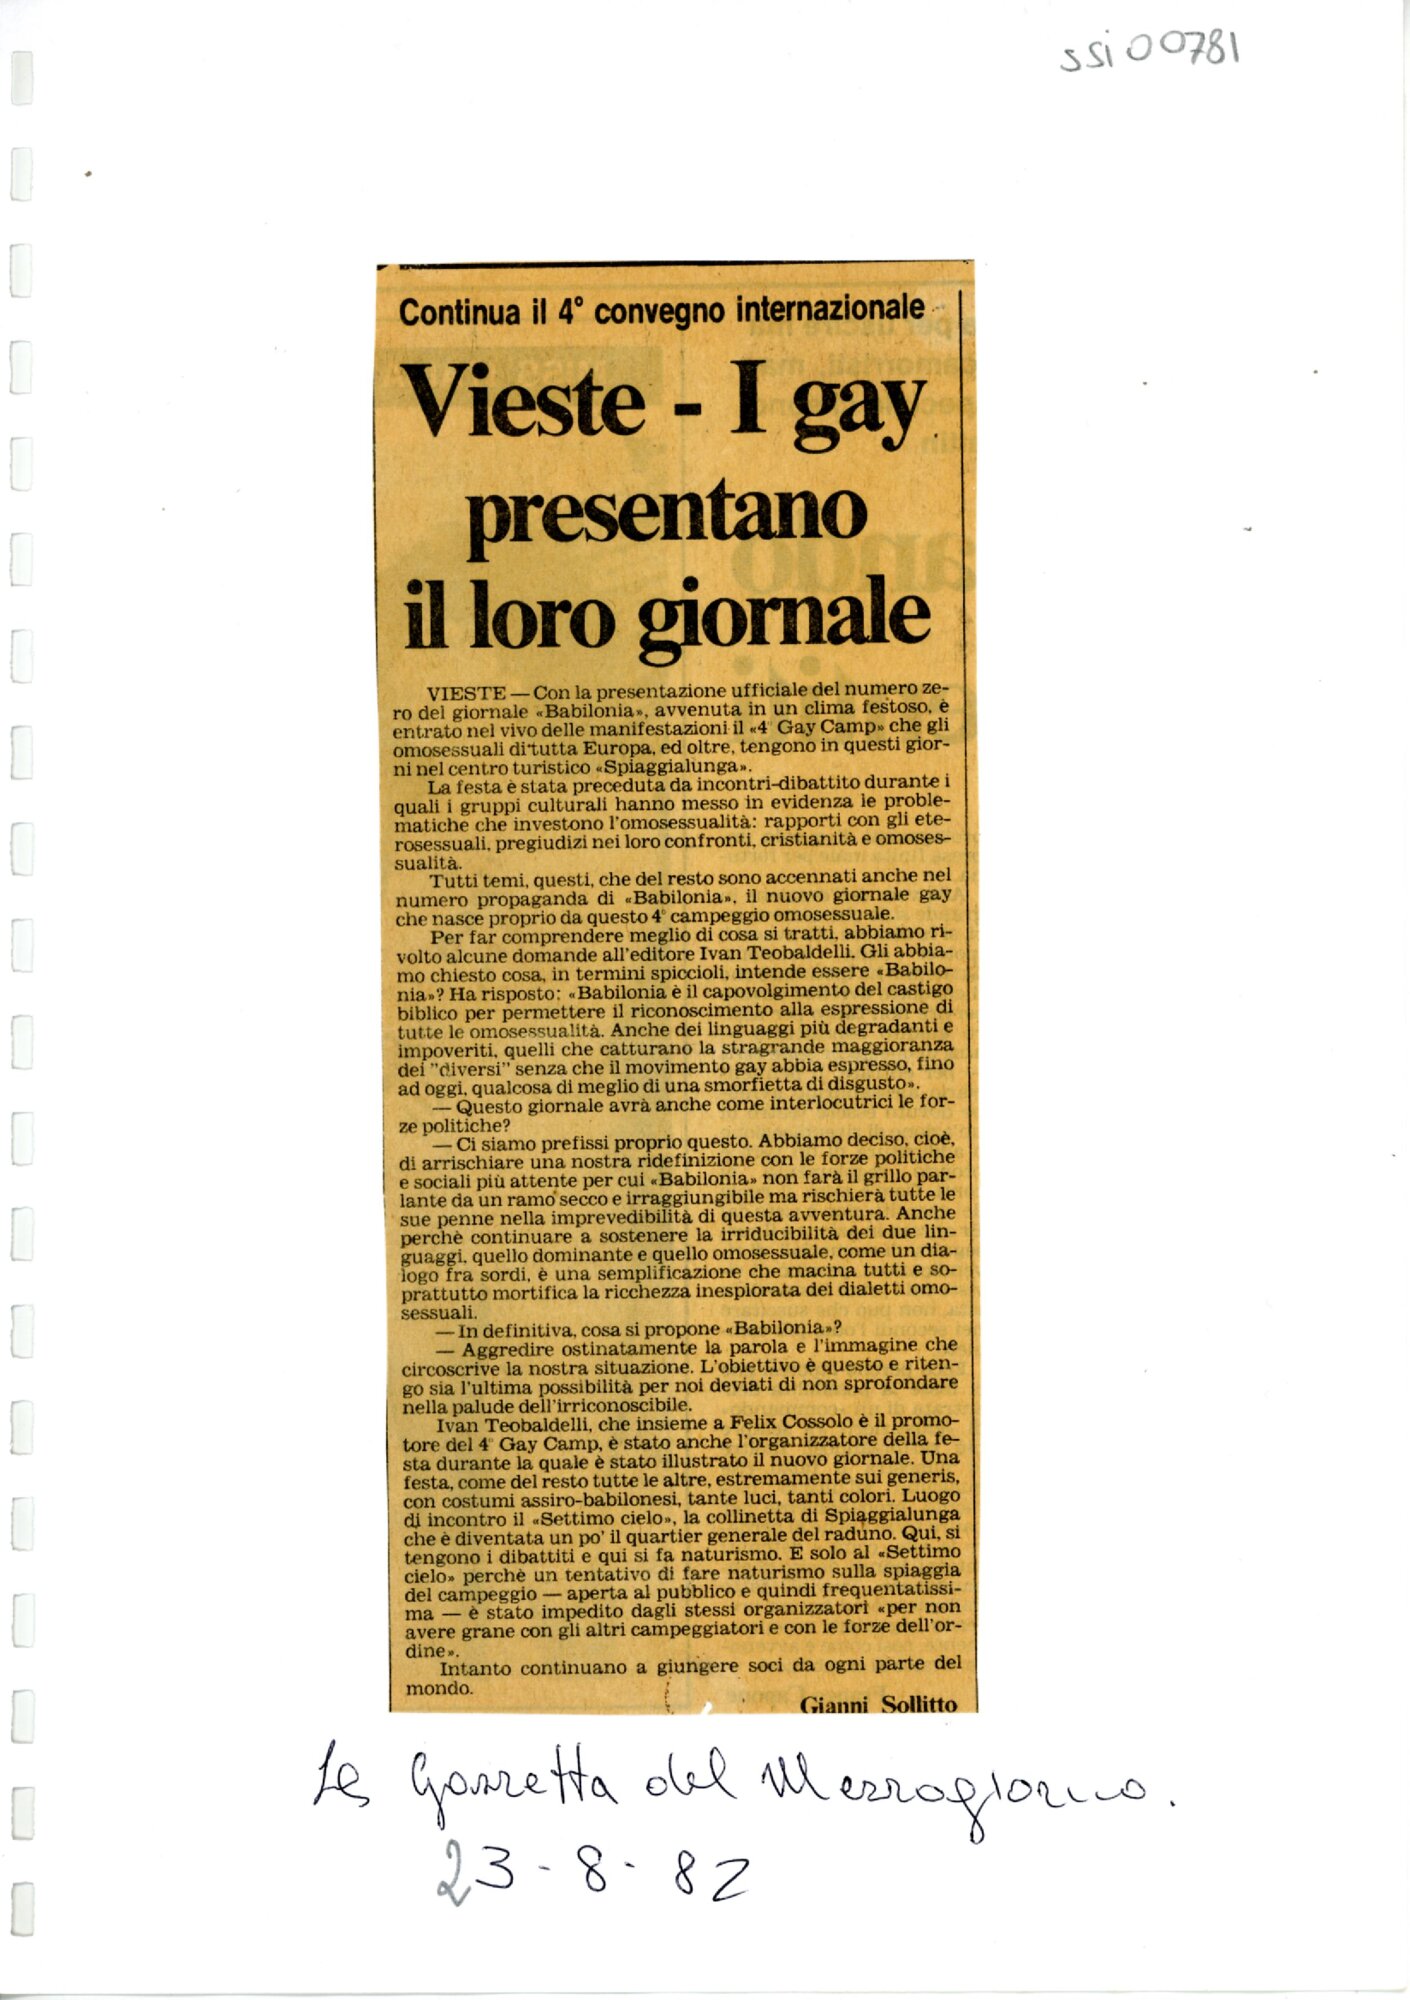 ssi 00781
Continua il 4° convegno internazionale
Vieste - I gay
presentano
il loro giornale
VIESTE — Con la presentazione ufficiale del numero ze-
ro del giornale «Babilonia», avvenuta in un clima festoso, è
entrato nel vivo delle manifestazioni il «4° Gay Camp» che gli
omosessuali di tutta Europa, ed oltre, tengono in questi gior-
ni nel centro turistico «Spiaggialunga».
La festa è stata preceduta da incontri-dibattito durante i
quali i gruppi culturali hanno messo in evidenza le proble-
matiche che investono l'omosessualità: rapporti con gli ete-
rosessuali, pregiudizi nei loro confronti, cristianità e omoses-
sualità.
Tutti temi, questi, che del resto sono accennati anche nel
numero propaganda di «Babilonia», il nuovo giornale gay
che nasce proprio da questo 4° campeggio omosessuale.
Per far comprendere meglio di cosa si tratti, abbiamo ri-
volto alcune domande all'editore Ivan Teobaldelli. Gli abbia-
mo chiesto cosa, in termini spiccioli, intende essere «Babilo-
nia»? Ha risposto: «Babilonia è il capovolgimento del castigo
biblico per permettere il riconoscimento alla espressione di
tutte le omosessualità. Anche dei linguaggi più degradanti e
impoveriti, quelli che catturano la stragrande maggioranza
dei "diversi" senza che il movimento gay abbia espresso, fino
ad oggi, qualcosa di meglio di una smorfietta di disgusto».
— Questo giornale avrà anche come interlocutrici le for-
ze politiche?
— Ci siamo prefissi proprio questo. Abbiamo deciso, cioè,
di arrischiare una nostra ridefinizione con le forze politiche
e sociali più attente per cui «Babilonia» non farà il grillo par-
lante da un ramo secco e irraggiungibile ma rischierà tutte le
sue penne nella imprevedibilità di questa avventura. Anche
perchè continuare a sostenere la irriducibilità dei due lin-
guaggi, quello dominante e quello omosessuale, come un dia-
logo fra sordi, è una semplificazione che macina tutti e so-
prattutto mortifica la ricchezza inesplorata dei dialetti omo-
sessuali.
— In definitiva, cosa si propone «Babilonia»?
— Aggredire ostinatamente la parola e l'immagine che
circoscrive la nostra situazione. L'obiettivo è questo e riten-
go sia l'ultima possibilità per noi deviati di non sprofondare
nella palude dell'irriconoscibile.
Ivan Teobaldelli, che insieme a Felix Cossolo è il promo-
tore del 4° Gay Camp, è stato anche l'organizzatore della fe-
sta durante la quale è stato illustrato il nuovo giornale. Una
festa, come del resto tutte le altre, estremamente sui generis,
con costumi assiro-babilonesi, tante luci, tanti colori. Luogo
di incontro il «Settimo cielo», la collinetta di Spiaggialunga
che è diventata un po' il quartier generale del raduno. Qui, si
tengono i dibattiti e qui si fa naturismo. E solo al «Settimo
cielo» perchè un tentativo di fare naturismo sulla spiaggia
del campeggio — aperta al pubblico e quindi frequentatissi-
ma — è stato impedito dagli stessi organizzatori «per non
avere grane con gli altri campeggiatori e con le forze dell'or-
dine».
Intanto continuano a giungere soci da ogni parte del
mondo.
Gianni Sollitto
La Gazzetta del Mezzogiorno.
23-8-82